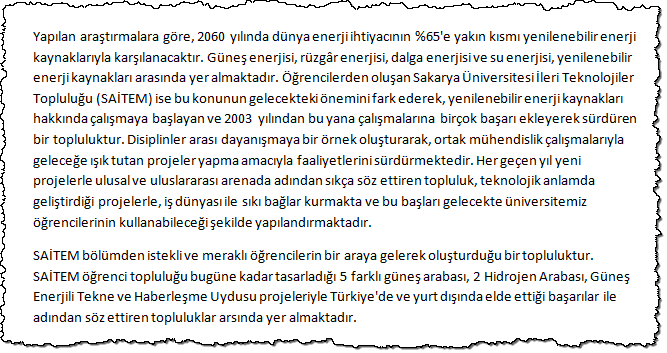 Yapılan araştırmalara göre, 2060 yılında dünya enerji ihtiyacının %65'e yakın kısmı yenilenebilir enerji
kaynaklarıyla karşılanacaktır. Güneş enerjisi, rüzgâr enerjisi, dalga enerjisi ve su enerjisi, yenilenebilir
enerji kaynakları arasında yer almaktadır. Öğrencilerden oluşan Sakarya Üniversitesi İleri Teknolojiler
Topluluğu (SAİTEM) ise bu konunun gelecekteki önemini fark ederek, yenilenebilir enerji kaynakları
hakkında çalışmaya başlayan ve 2003 yılından bu yana çalışmalarına birçok başarı ekleyerek sürdüren
bir topluluktur. Disiplinler arası dayanışmaya bir örnek oluşturarak, ortak mühendislik çalışmalarıyla
geleceğe ışık tutan projeler yapma amacıyla faaliyetlerini sürdürmektedir. Her geçen yıl yeni
projelerle ulusal ve uluslararası arenada adından sıkça söz ettiren topluluk, teknolojik anlamda
geliştirdiği projelerle, iş dünyası ile sıkı bağlar kurmakta ve bu başları gelecekte üniversitemiz
öğrencilerinin kullanabileceği şekilde yapılandırmaktadır.
SAİTEM bölümden istekli ve meraklı öğrencilerin bir araya gelerek oluşturduğu bir topluluktur.
SAİTEM öğrenci topluluğu bugüne kadar tasarladığı 5 farklı güneş arabası, 2 Hidrojen Arabası, Güneş
Enerjili Tekne ve Haberleşme Uydusu projeleriyle Türkiye'de ve yurt dışında elde ettiği başarılar ile
adından söz ettiren topluluklar arsında yer almaktadır.